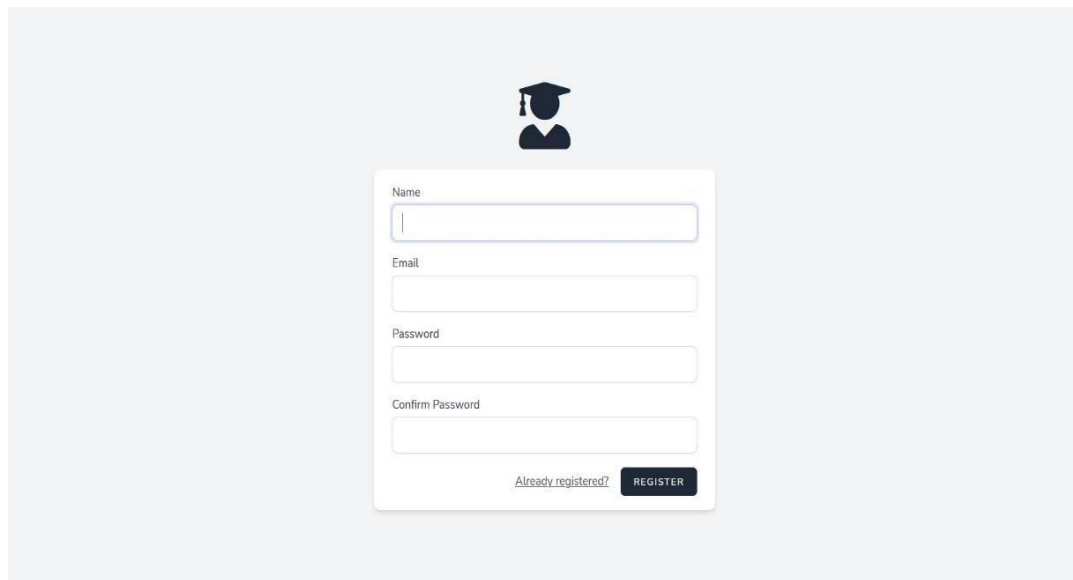 Name
Email
Password
Confirm Password
Already registered? REGISTER